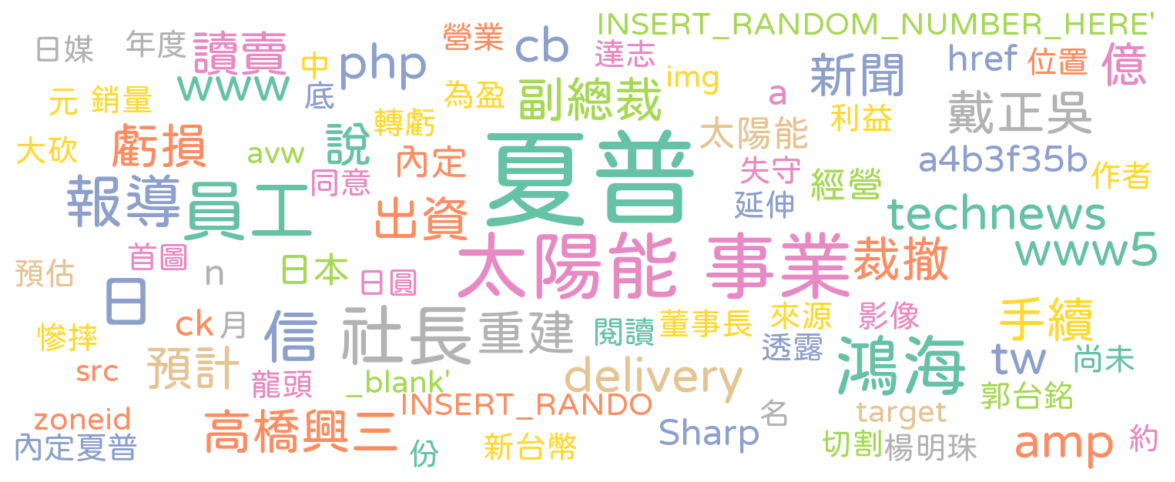 INSERT_RANDOM_NUMBER_HERE'
日媒 年度 讀賣 營業 cb 達志 新聞 href 位置 億
www 中 php 底 為盈 副總裁 img a 戴正吳
元 銷量 轉虧 太陽能 利益
大砍 虧損 avw 說 內定 夏普 失守 經營 a4b3f35b 作者
報導 員工 同意 出資 延伸 technews
首圖 n 日本 日圓 太陽能 事業 裁撤 www5
預估 日
慘摔 ck 月 信 社長 重建 閱讀 董事長 來源 影像 手續
src 預計 龍頭 _blank' delivery 透露 鴻海 tw 尚未
zoneid 高橋興三 INSERT_RANDO 名 target 郭台銘
內定夏普 份 新台幣 Sharp 切割 楊明珠 amp 約